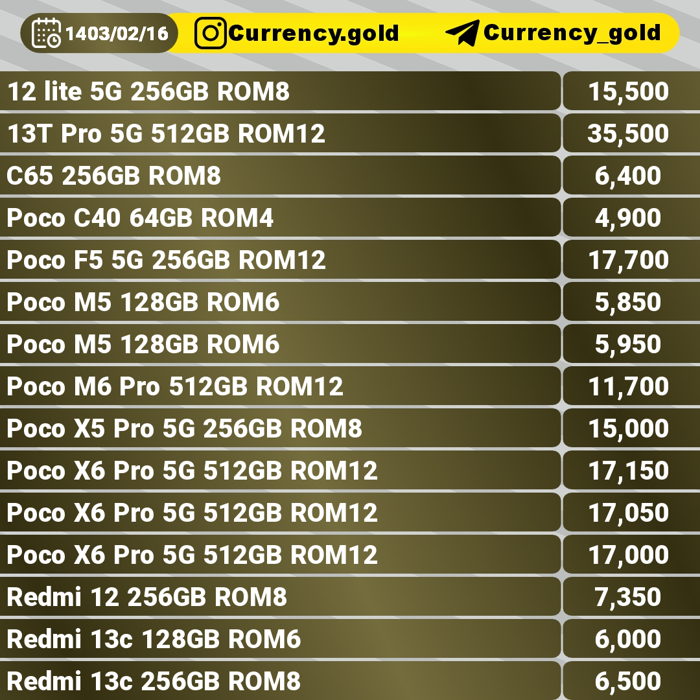 1403/02/16 Currency.gold Currency_gold
12 lite 5G 256GB ROM8 15,500
13T Pro 5G 512GB ROM12 35,500
C65 256GB ROM8 6,400
Poco C40 64GB ROM4 4,900
Poco F5 5G 256GB ROM12 17,700
Poco M5 128GB ROM6 5,850
Poco M5 128GB ROM6 5,950
Poco M6 Pro 512GB ROM12 11,700
Poco X5 Pro 5G 256GB ROM8 15,000
Poco X6 Pro 5G 512GB ROM12 17,150
Poco X6 Pro 5G 512GB ROM12 17,050
Poco X6 Pro 5G 512GB ROM12 17,000
Redmi 12 256GB ROM8 7,350
Redmi 13c 128GB ROM6 6,000
Redmi 13c 256GB ROM8 6,500